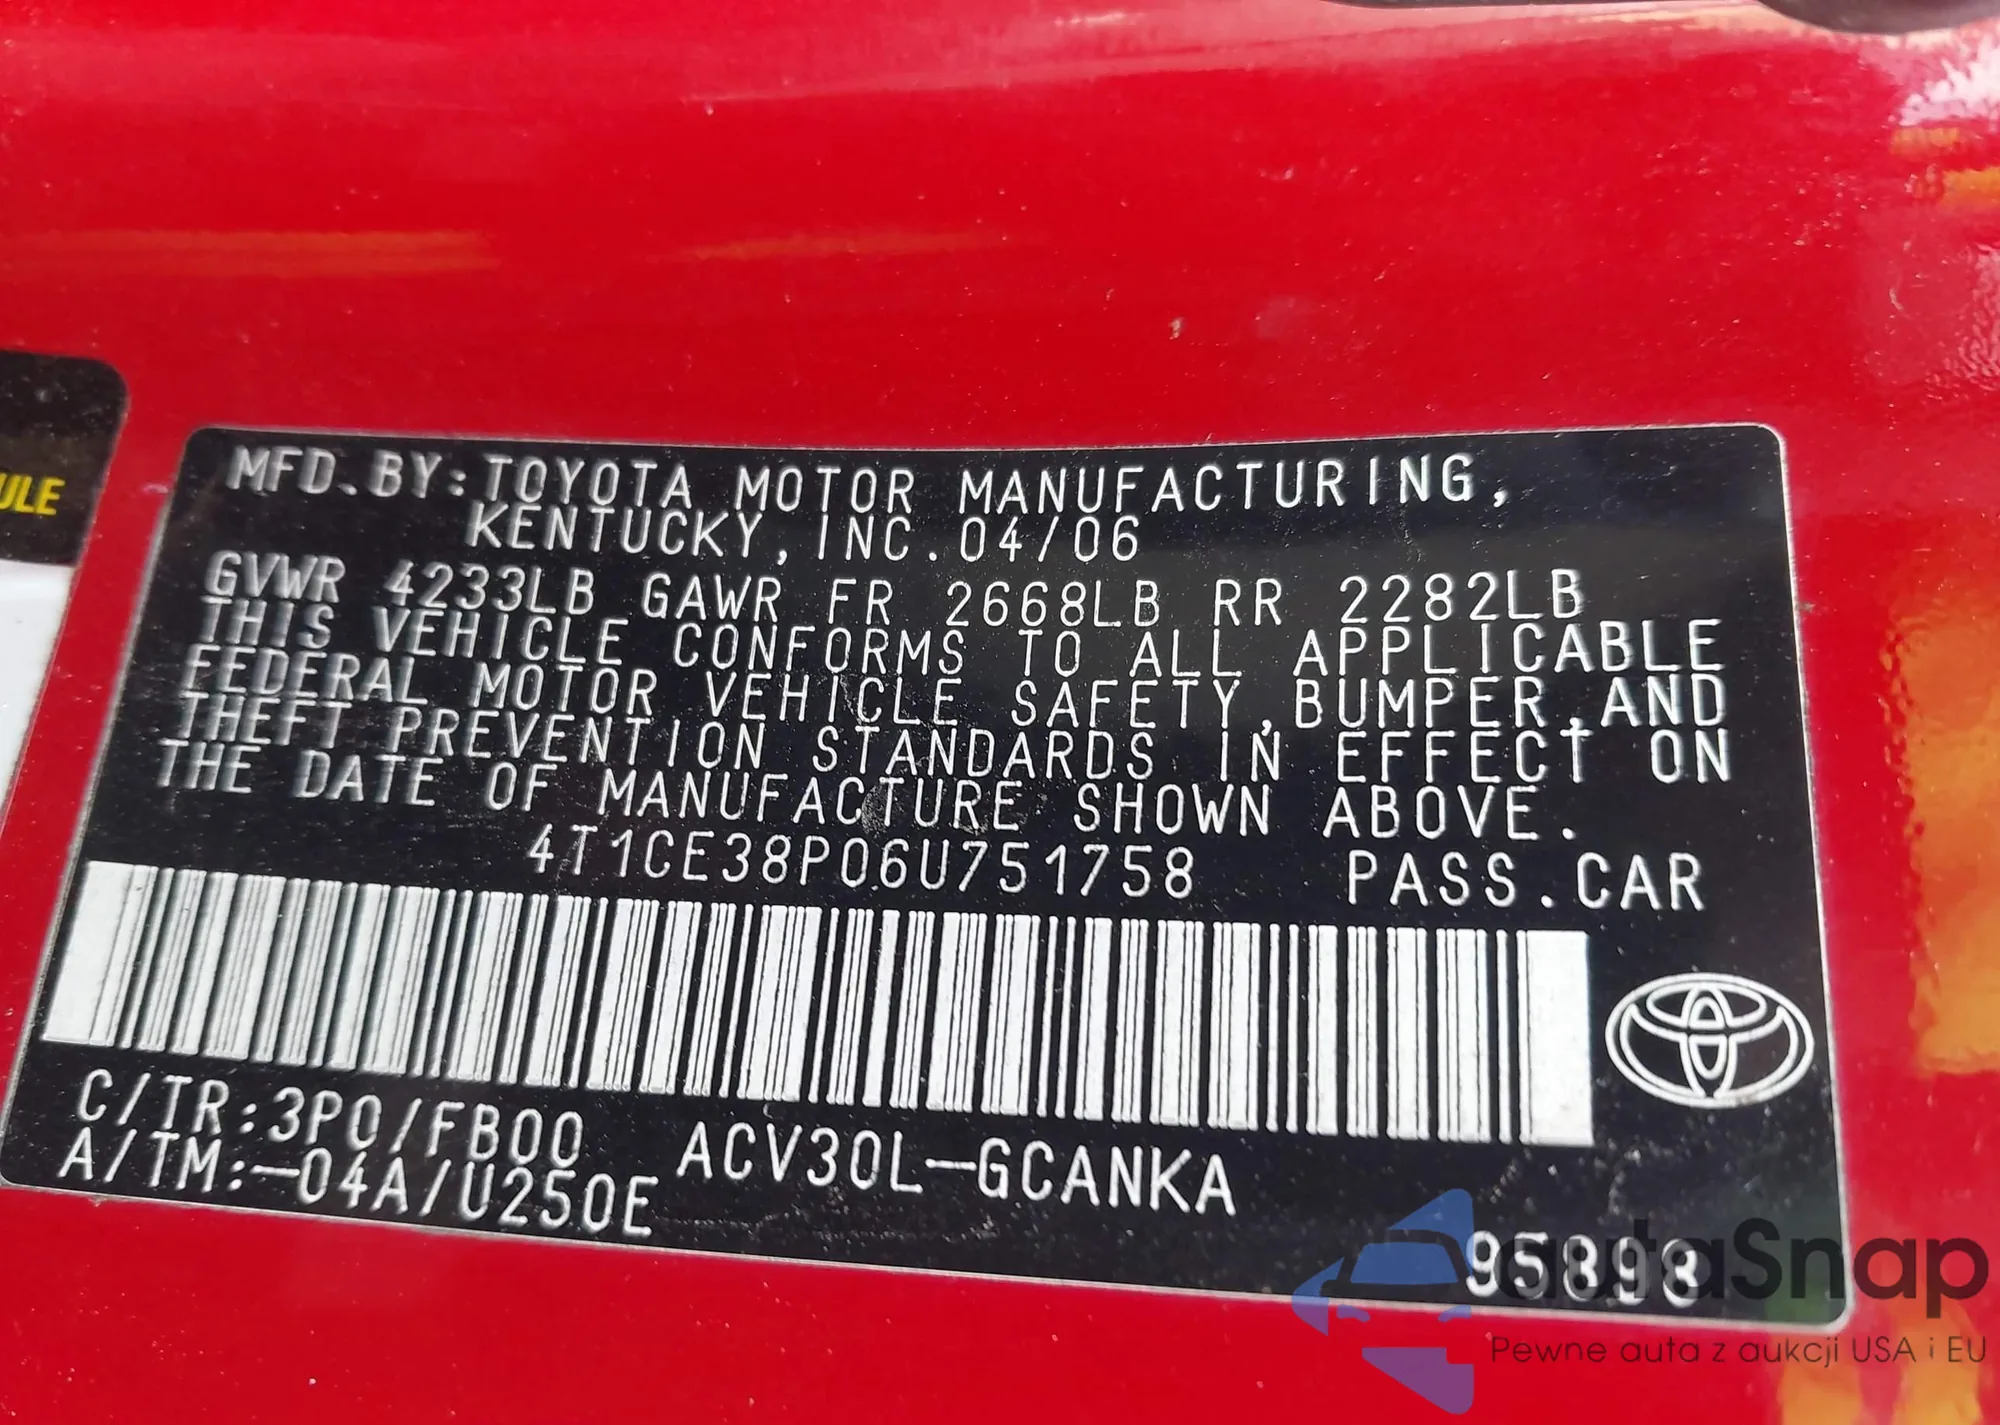 ULE
MFD.BY:TOYOTA MOTOR MANUFACTURING,
KENTUCKY,INC.04/06
GVWR 4233LB GAWR FR 2668LB RR 2282LB
THIS VEHICLE CONFORMS TO ALL APPLICABLE
FEDERAL MOTOR VEHICLE SAFETY,BUMPER,AND
THEFT PREVENTION STANDARDS IN EFFECT ON
THE DATE OF MANUFACTURE SHOWN ABOVE.
4T1CE38P06U751758 PASS.CAR
C/TR:3P0/FB00 ACV30L-GCANKA
A/TM:-04A/U250E
95898
autaSnap
Pewne auta z aukcji USA i EU